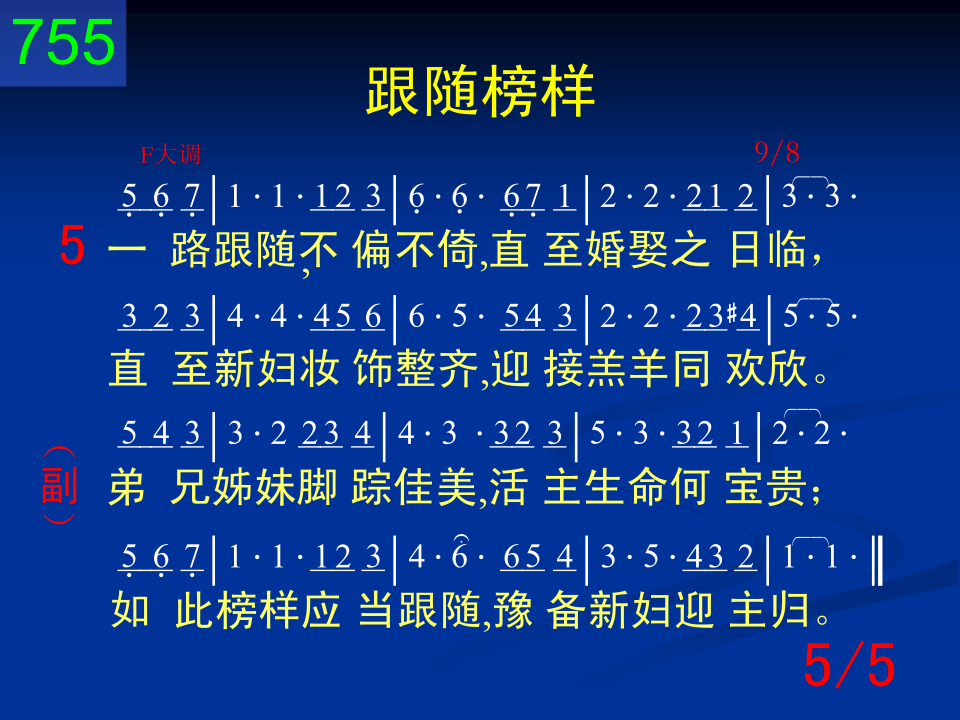 755
跟随榜样
F大调 9/8
5 6 7 | 1 · 1 · 1 2 3 | 6 · 6 · 6 7 1 | 2 · 2 · 2 1 2 | 3 · 3 ·
5 一 路跟随,不 偏不倚,直 至婚娶之 日临，
3 2 3 | 4 · 4 · 4 5 6 | 6 · 5 · 5 4 3 | 2 · 2 · 2 3 #4 | 5 · 5 ·
直 至新妇妆 饰整齐,迎 接羔羊同 欢欣。
5 4 3 | 3 · 2 2 3 4 | 4 · 3 · 3 2 3 | 5 · 3 · 3 2 1 | 2 · 2 ·
（副） 弟 兄姊妹脚 踪佳美,活 主生命何 宝贵；
5 6 7 | 1 · 1 · 1 2 3 | 4 · 6 · 6 5 4 | 3 · 5 · 4 3 2 | 1 · 1 · ‖
如 此榜样应 当跟随,豫 备新妇迎 主归。
5/5